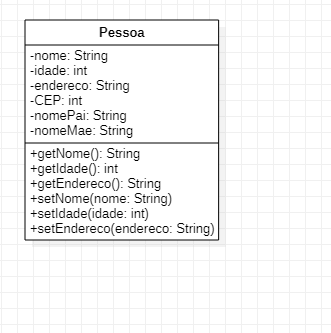 Pessoa
-nome: String
-idade: int
-endereco: String
-CEP: int
-nomePai: String
-nomeMae: String
+getNome(): String
+getIdade(): int
+getEndereco(): String
+setNome(nome: String)
+setIdade(idade: int)
+setEndereco(endereco: String)